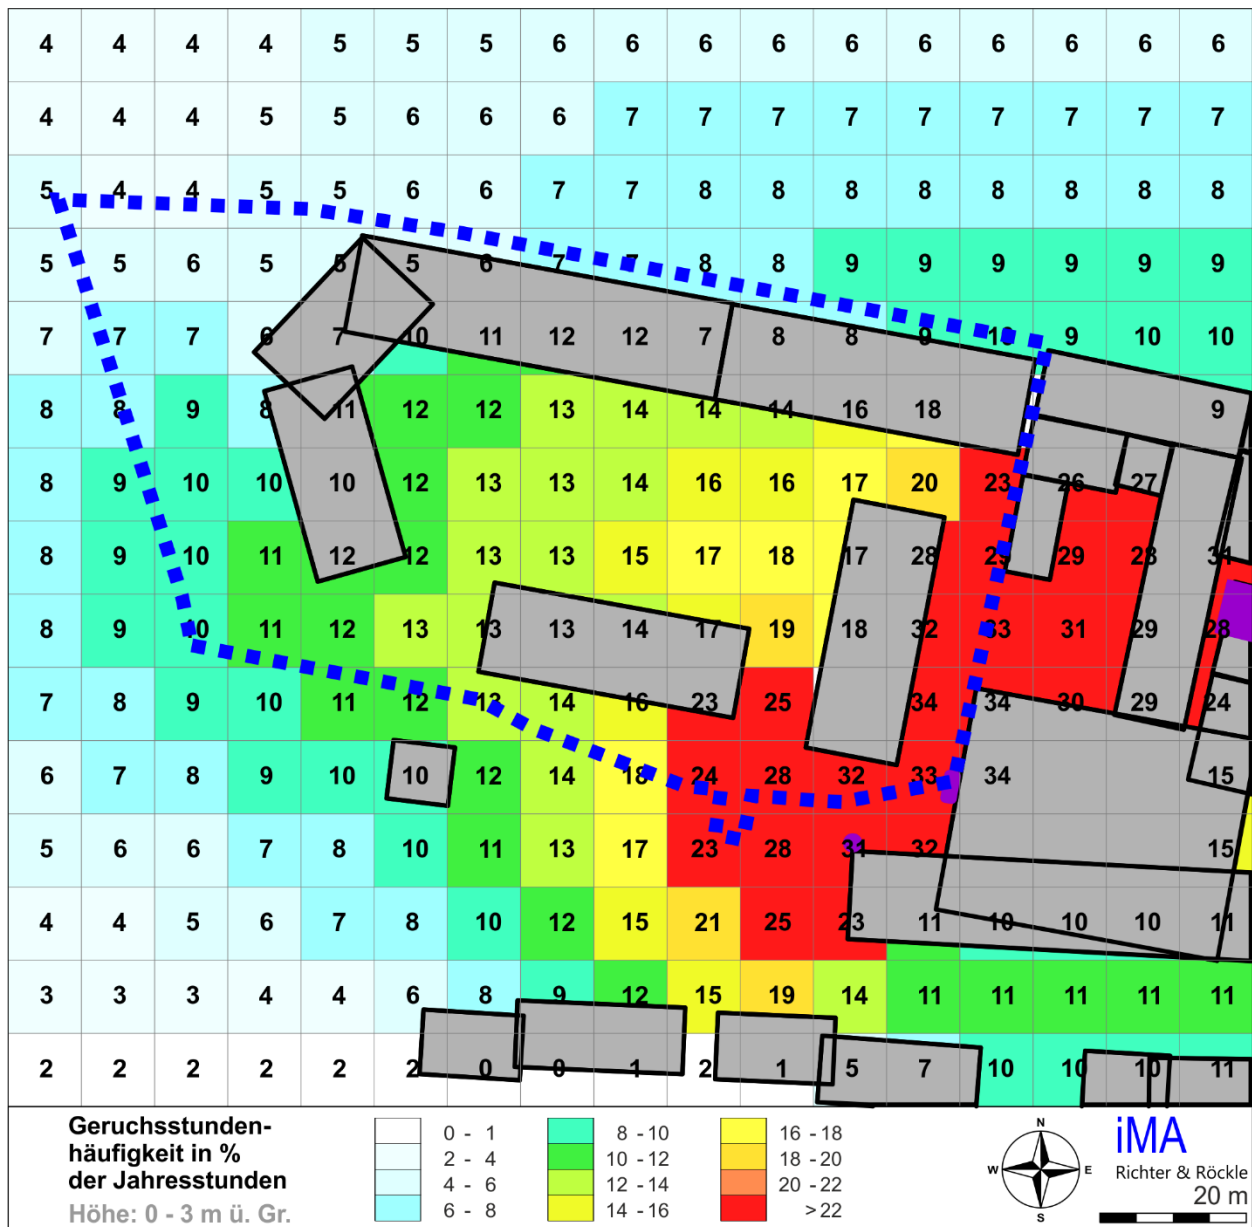 4 4 4 4 5 5 5 6 6 6 6 6 6 6 6 6 6
4 4 4 5 5 6 6 6 7 7 7 7 7 7 7 7 7
5 4 4 5 5 6 6 7 7 8 8 8 8 8 8 8 8
5 5 6 5 5 5 6 7 7 8 8 9 9 9 9 9 9
7 7 7 6 7 10 11 12 12 7 8 8 9 10 9 10 10
8 8 9 8 11 12 12 13 14 14 14 16 18 9
8 9 10 10 10 12 13 13 14 16 16 17 20 23 26 27
8 9 10 11 12 12 13 13 15 17 18 17 28 29 28 31
8 9 10 11 12 13 13 13 14 17 19 18 32 33 31 29 28
7 8 9 10 11 12 13 14 16 23 25 34 34 30 29 24
6 7 8 9 10 10 12 14 18 24 28 32 33 34 15
5 6 6 7 8 10 11 13 17 23 28 31 32 15
4 4 5 6 7 8 10 12 15 21 25 23 11 10 10 10 11
3 3 3 4 4 6 8 9 12 15 19 14 11 11 11 11 11
2 2 2 2 2 2 0 0 1 2 1 5 7 10 10 10 11
Geruchsstunden-
häufigkeit in %
der Jahresstunden
Höhe: 0 - 3 m ü. Gr.
0 - 1
2 - 4
4 - 6
6 - 8
8 - 10
10 - 12
12 - 14
14 - 16
16 - 18
18 - 20
20 - 22
>22
N
W E
S
iMA
Richter & Röckle
20 m